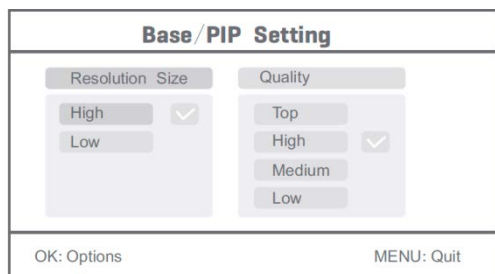 Base/PIP Setting
Resolution Size
High
Low
Quality
Top
High
Medium
Low
OK: Options
MENU: Quit